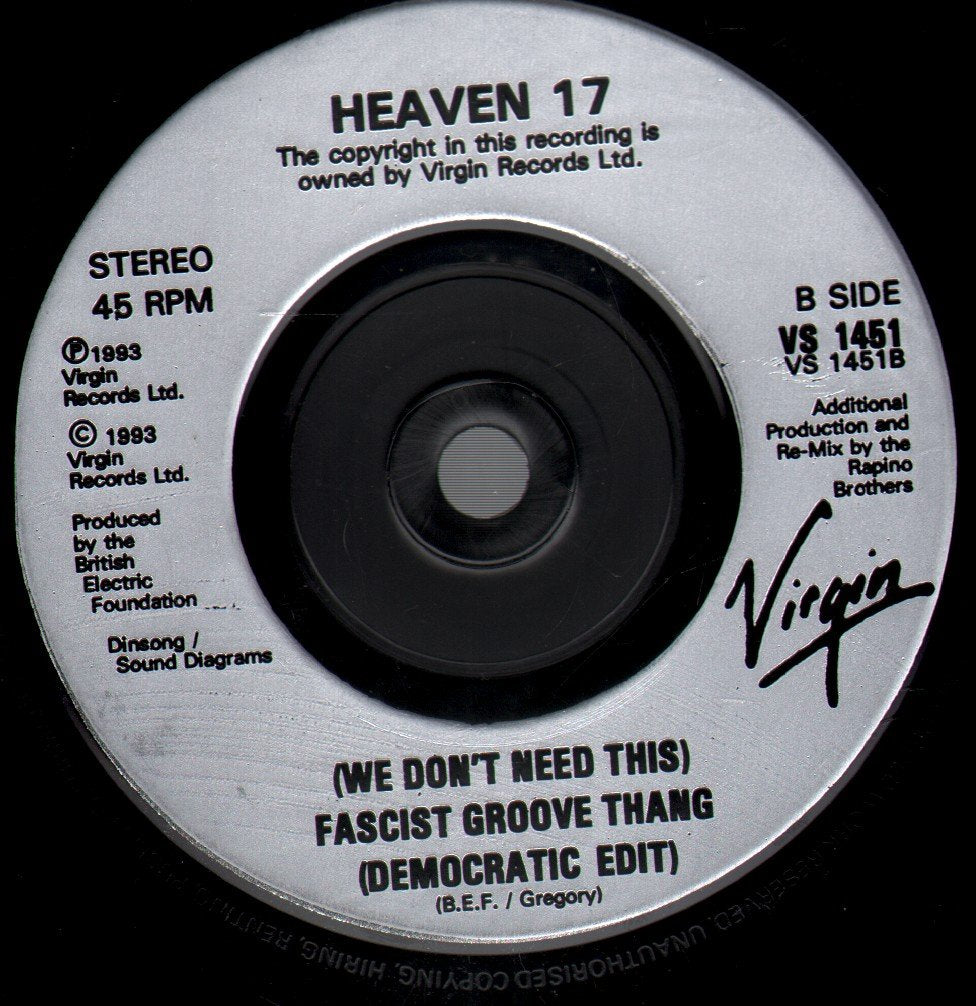 HEAVEN 17
The copyright in this recording is
owned by Virgin Records Ltd.
STEREO
45 RPM
Ⓟ1993
Virgin
Records Ltd.
© 1993
Virgin
Records Ltd.
Produced
by the
British
Electric
Foundation
Dinsong /
Sound Diagrams
B SIDE
VS 1451
VS 1451B
Additional
Production and
Re-Mix by the
Rapino
Brothers
Virgin
(WE DON'T NEED THIS)
FASCIST GROOVE THANG
(DEMOCRATIC EDIT)
(B.E.F. / Gregory)
RESERVED. UNAUTHORISED COPYING, HIRING, RENTING